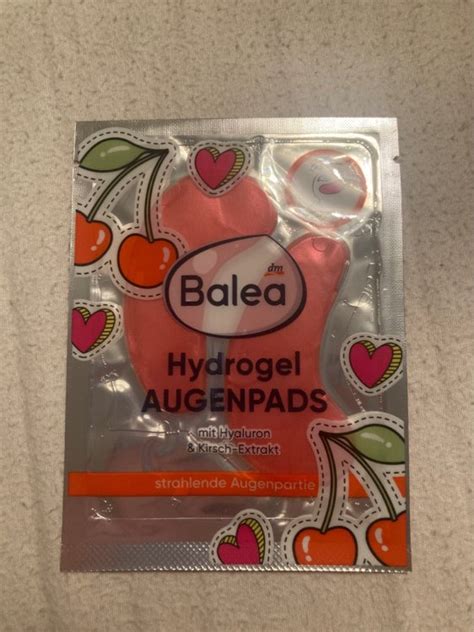 dm
Balea
Hydrogel
AUGENPADS
mit Hyaluron
& Kirsch-Extrakt
strahlende Augenpartie